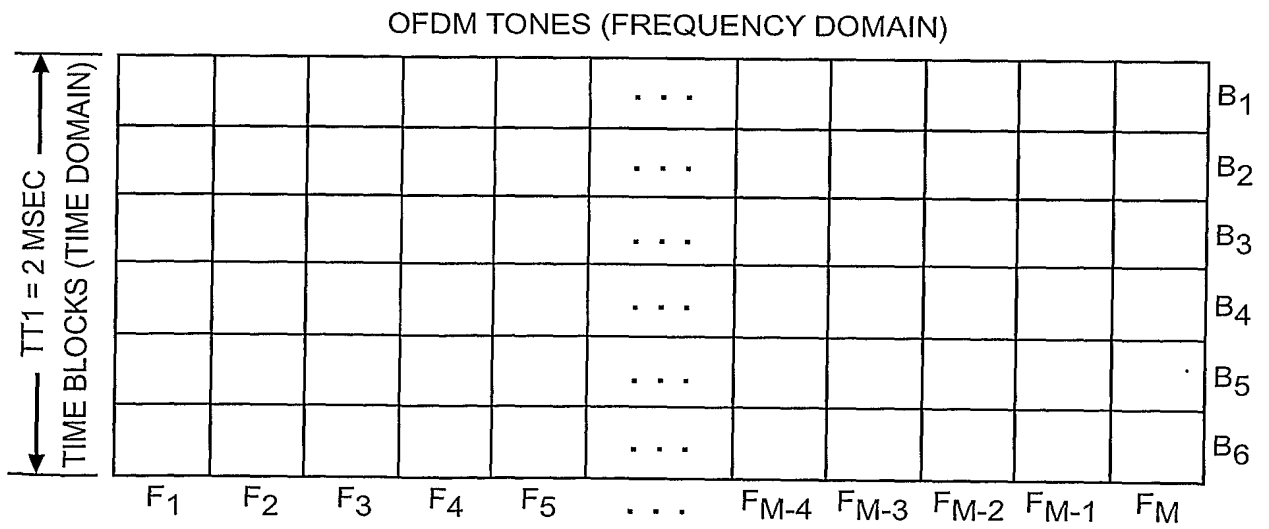 OFDM TONES (FREQUENCY DOMAIN)
TT1 = 2 MSEC
TIME BLOCKS (TIME DOMAIN)
. . . B1
. . . B2
. . . B3
. . . B4
. . . B5
. . . B6
F1 F2 F3 F4 F5 . . . FM-4 FM-3 FM-2 FM-1 FM